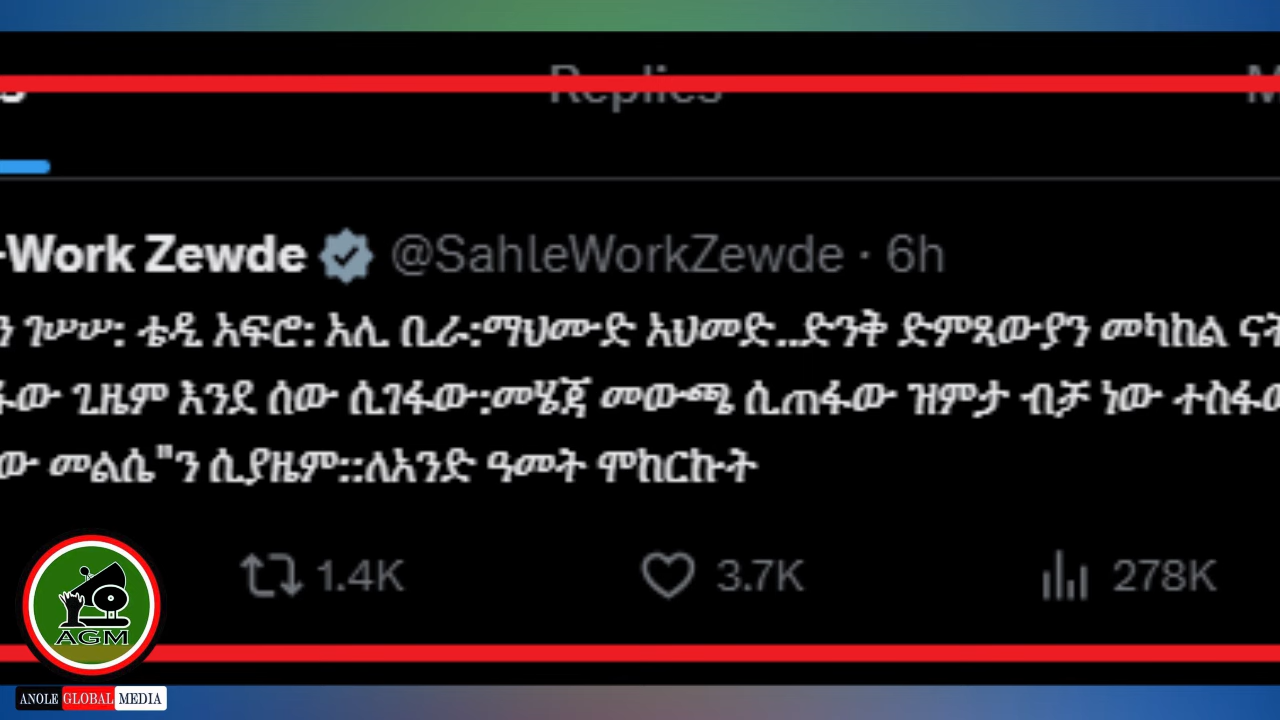 Replies
-Work Zewde @SahleWorkZewde · 6h
ን ገሠሠ: ቴዲ አፍሮ: አሊ ቢራ:ማህሙድ አህመድ..ድንቅ ድምጻውያን መካከል
ፋው ጊዜም እንደ ሰው ሲገፋው:መሄጃ መውጫ ሲጠፋው ዝምታ ብቻ ነው
ው መልሴ"ን ሲያዜም::ለአንድ ዓመት ሞከርኩት
1.4K 3.7K 278K
AGM
ANOLE GLOBAL MEDIA